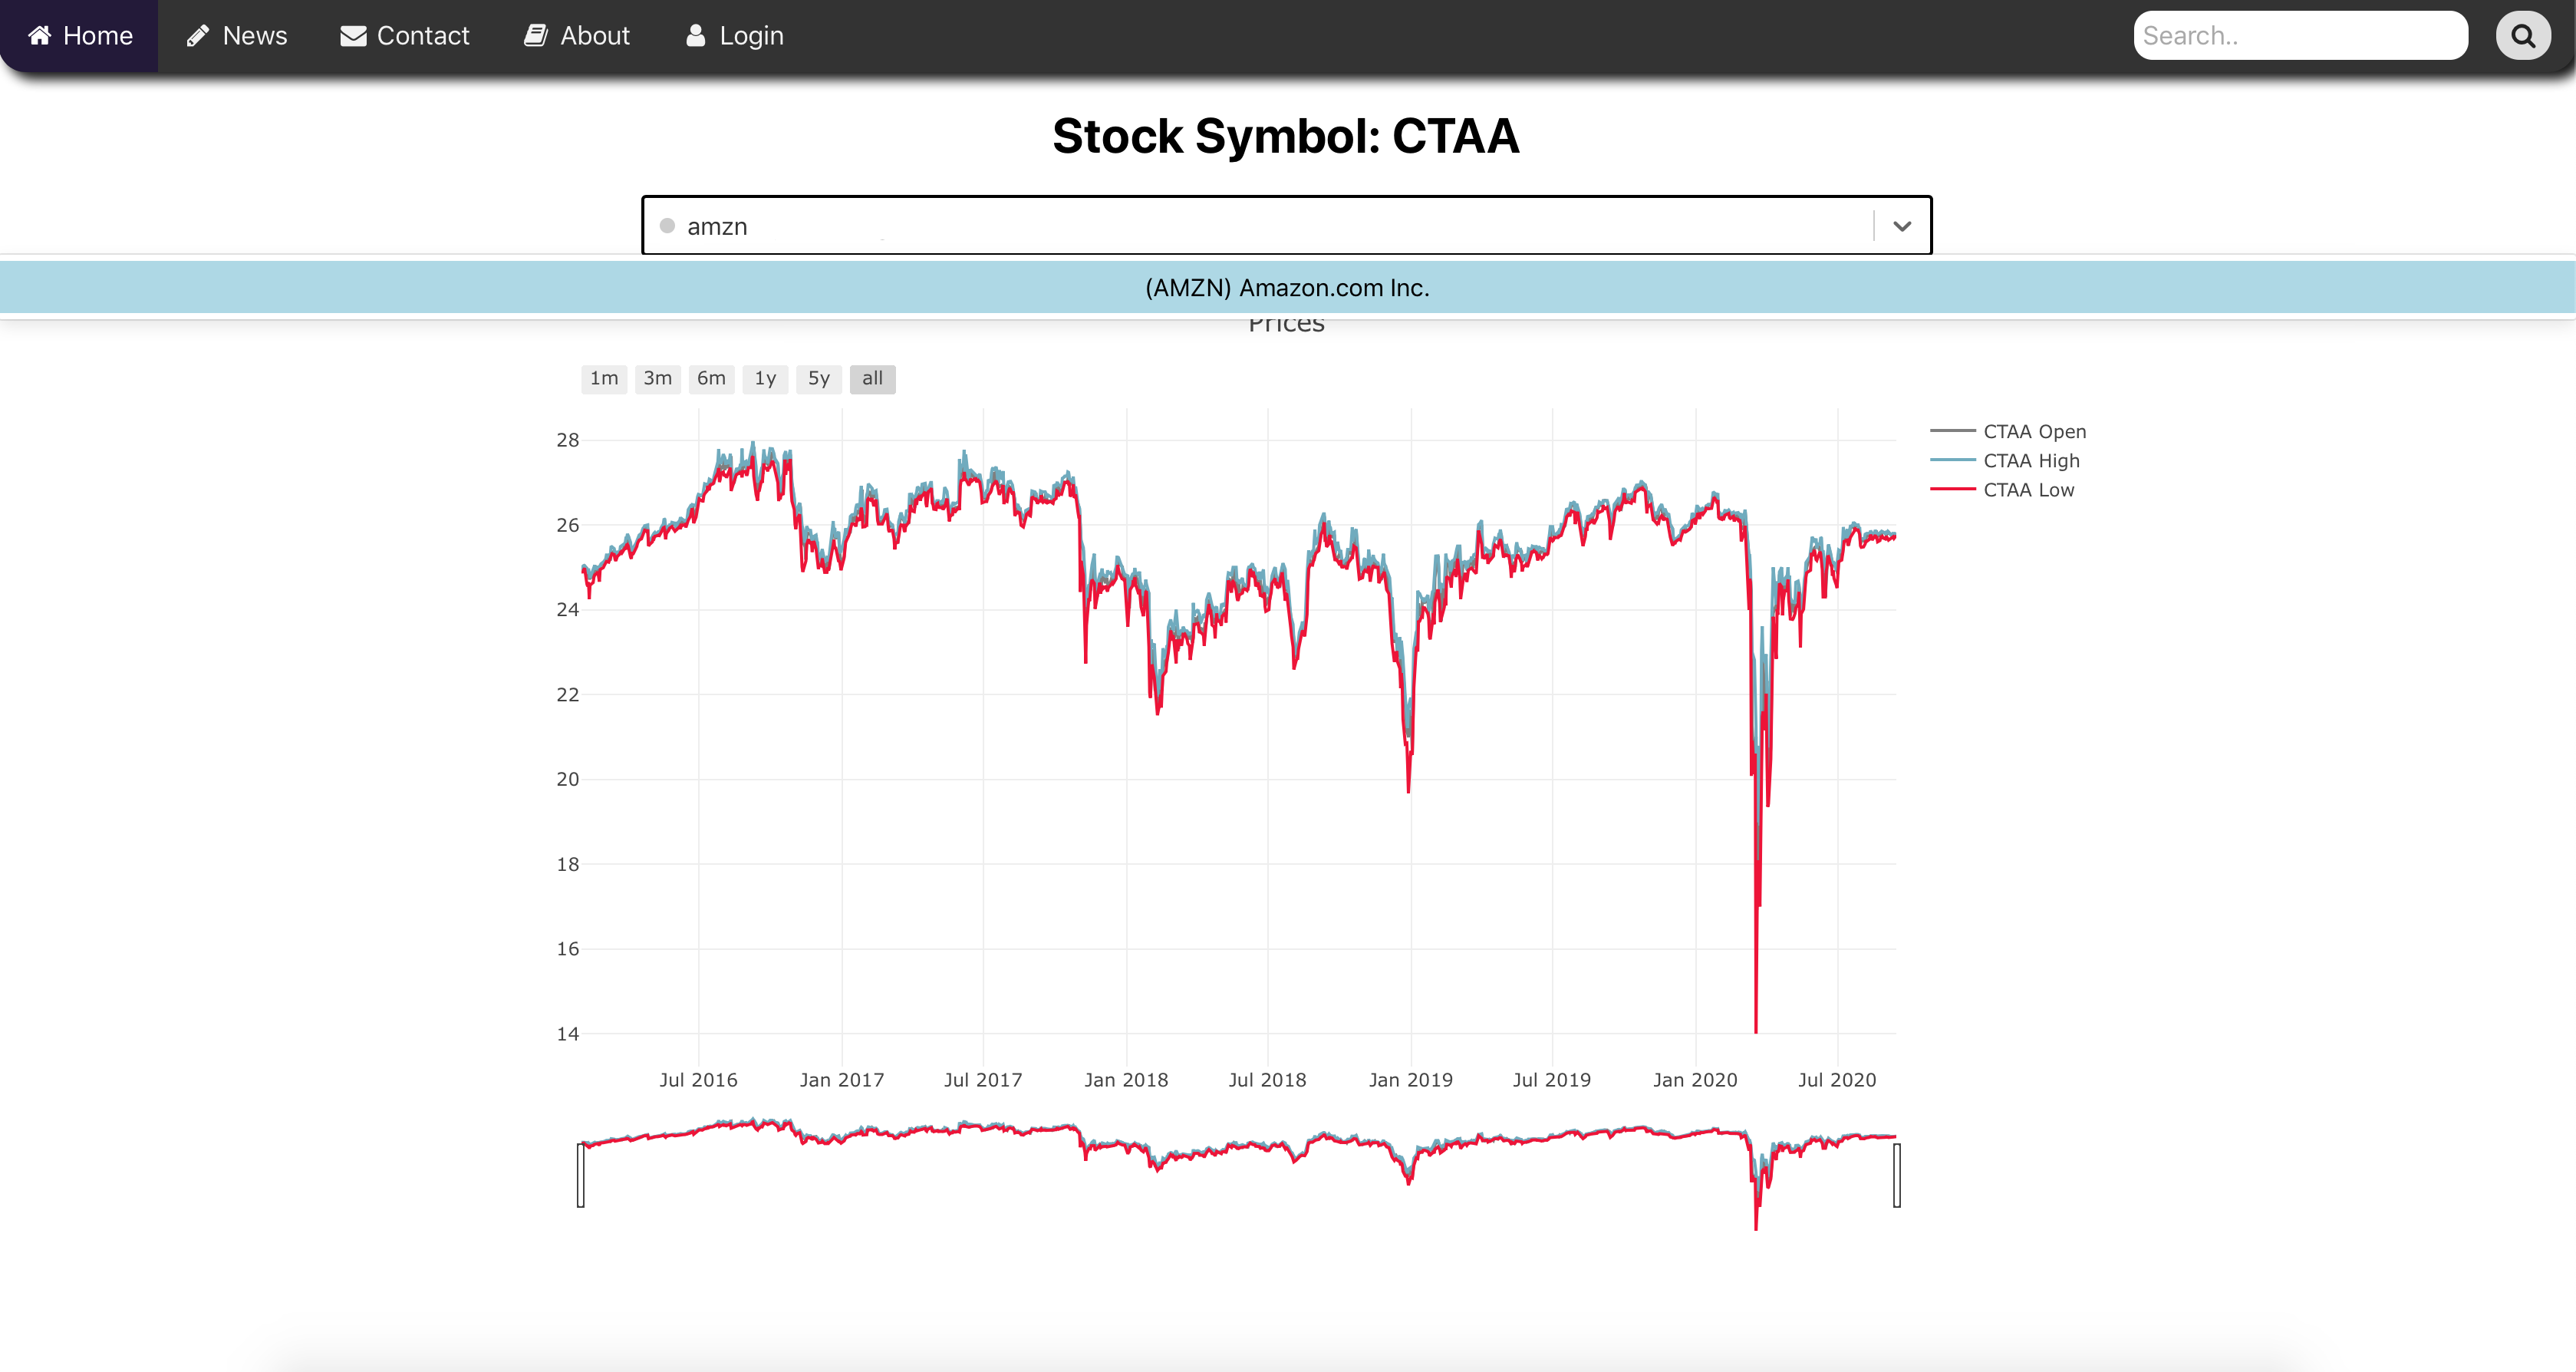 Home News Contact About Login Search..
Stock Symbol: CTAA
amzn
(AMZN) Amazon.com Inc.
Prices
1m 3m 6m 1y 5y all
CTAA Open
CTAA High
CTAA Low
28
26
24
22
20
18
16
14
Jul 2016 Jan 2017 Jul 2017 Jan 2018 Jul 2018 Jan 2019 Jul 2019 Jan 2020 Jul 2020